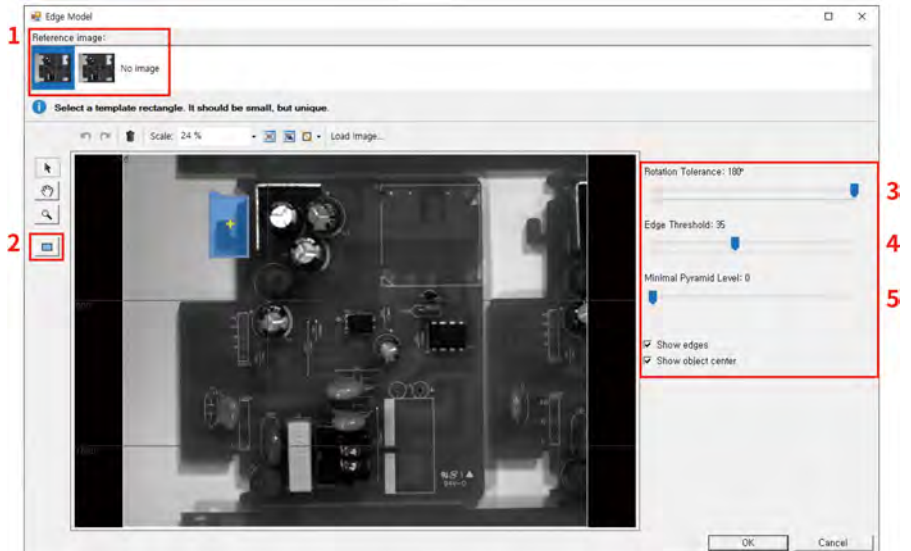 Edge Model
1
Reference image:
No image
Select a template rectangle. It should be small, but unique.
Scale: 24 %
Load Image...
Rotation Tolerance: 180°
3
Edge Threshold: 35
4
2
Minimal Pyramid Level: 0
5
Show edges
Show object center
94V-0
OK
Cancel